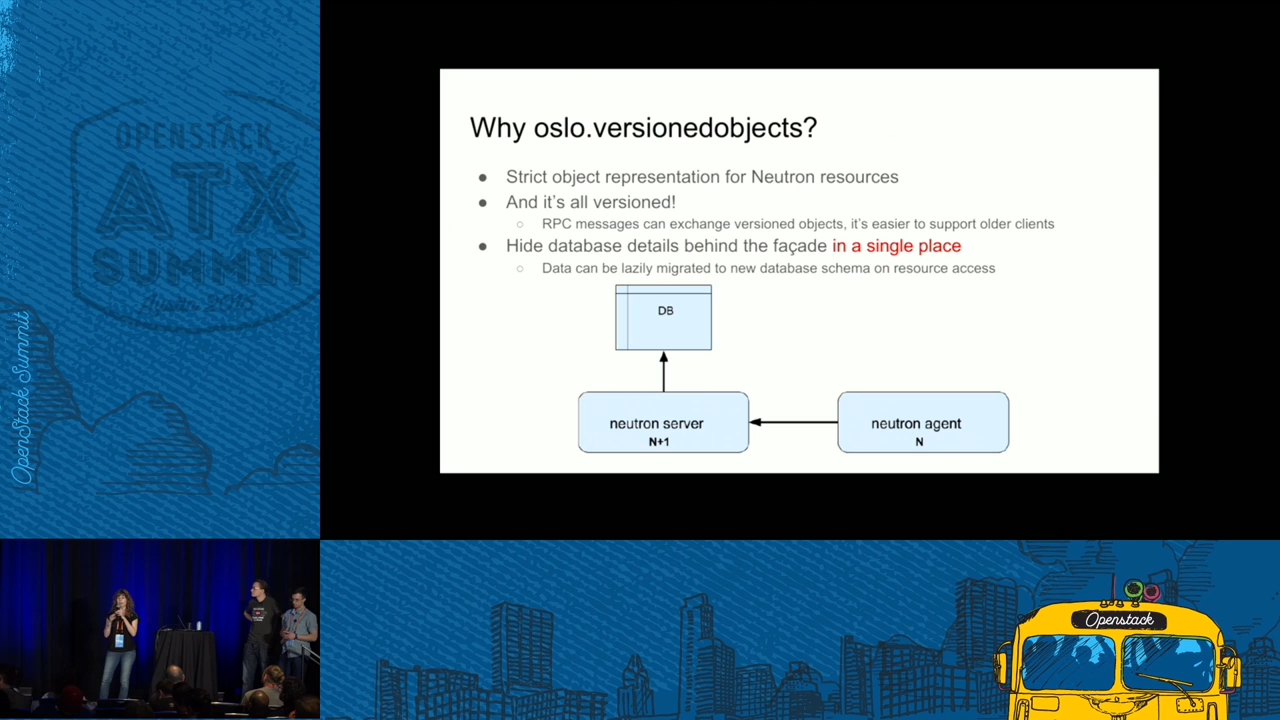 OPENSTACK
ATX
SUMMIT
Austin 2016
OpenStack Summit
Why oslo.versionedobjects?
● Strict object representation for Neutron resources
● And it's all versioned!
○ RPC messages can exchange versioned objects, it's easier to support older clients
● Hide database details behind the façade in a single place
○ Data can be lazily migrated to new database schema on resource access
DB
neutron server
N+1
neutron agent
N
Openstack